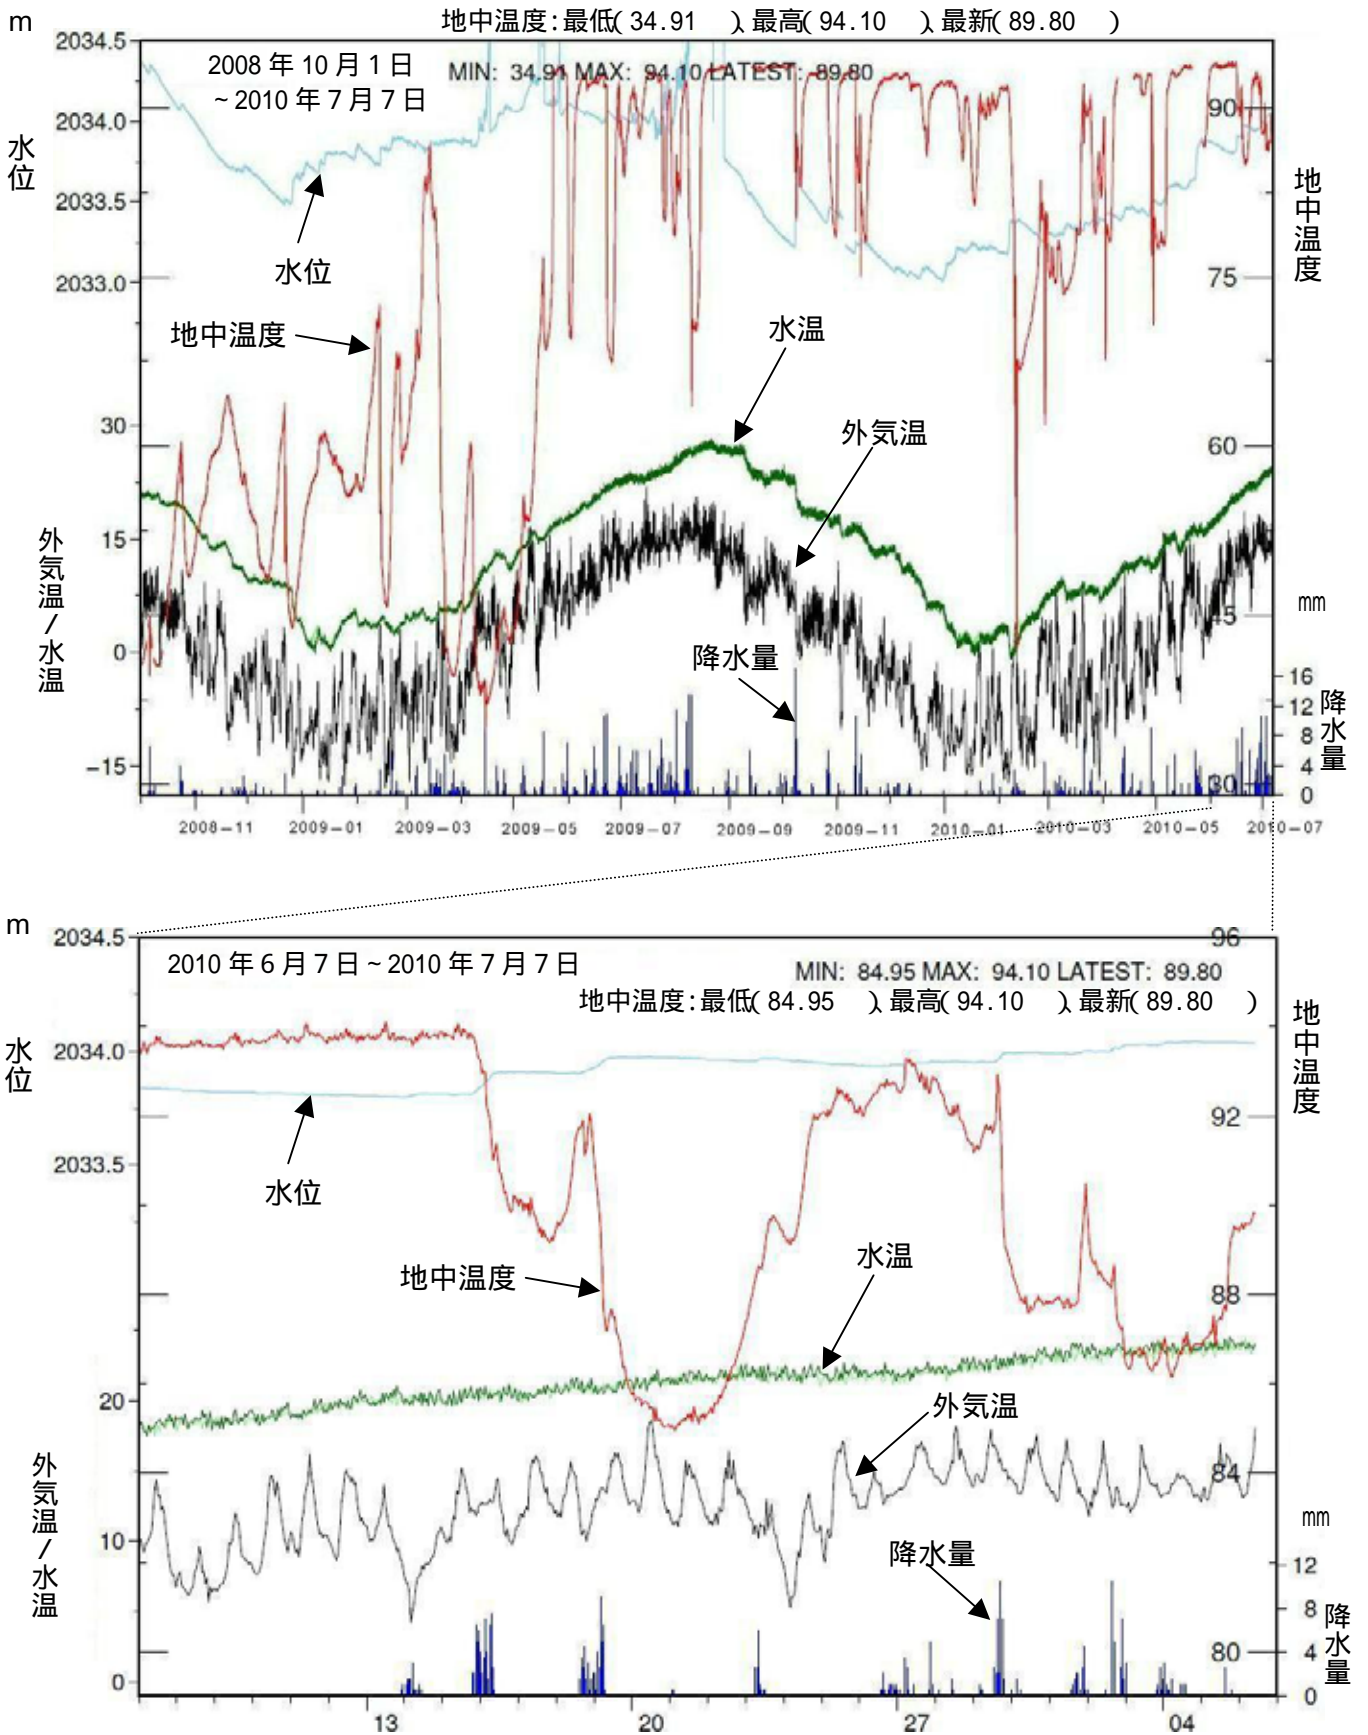 m
地中温度:最低( 34.91 )、最高( 94.10 )、最新( 89.80 )
2034.5
2008 年 10 月 1 日
~2010 年 7 月 7 日
MIN: 34.91 MAX: 94.10 LATEST: 89.80
2034.0
90
水位
2033.5
地中温度
水位
2033.0
75
地中温度
水温
30
外気温
60
15
外気温/水温
45
mm
0
降水量
16
12
降水量
8
-15
4
30
0
2008-11
2009-01
2009-03
2009-05
2009-07
2009-09
2009-11
2010-01
2010-03
2010-05
2010-07
m
2034.5
96
2010 年 6 月 7 日~2010 年 7 月 7 日
MIN: 84.95 MAX: 94.10 LATEST: 89.80
地中温度:最低( 84.95 )、最高( 94.10 )、最新( 89.80 )
2034.0
水位
地中温度
92
2033.5
水位
水温
地中温度
88
20
外気温
84
外気温/水温
mm
10
降水量
12
8
降水量
80
4
0
0
13
20
27
04